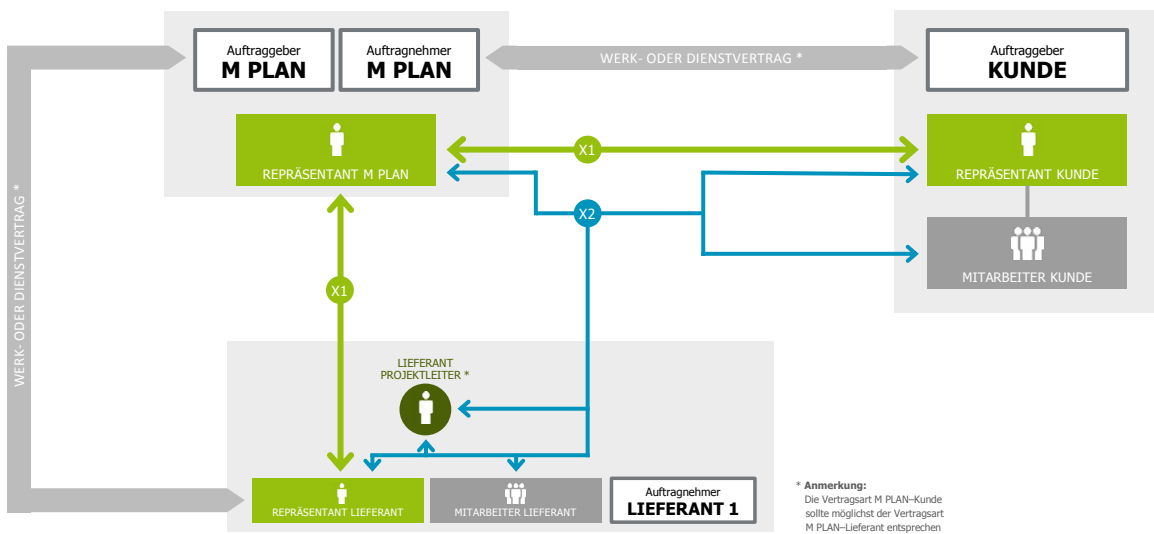 Auftraggeber
M PLAN
Auftragnehmer
M PLAN
WERK- ODER DIENSTVERTRAG *
Auftraggeber
KUNDE
REPRÄSENTANT M PLAN
X1
REPRÄSENTANT KUNDE
X2
MITARBEITER KUNDE
WERK- ODER DIENSTVERTRAG *
X1
LIEFERANT
PROJEKTLEITER *
REPRÄSENTANT LIEFERANT
MITARBEITER LIEFERANT
Auftragnehmer
LIEFERANT 1
* Anmerkung:
Die Vertragsart M PLAN–Kunde
sollte möglichst der Vertragsart
M PLAN–Lieferant entsprechen